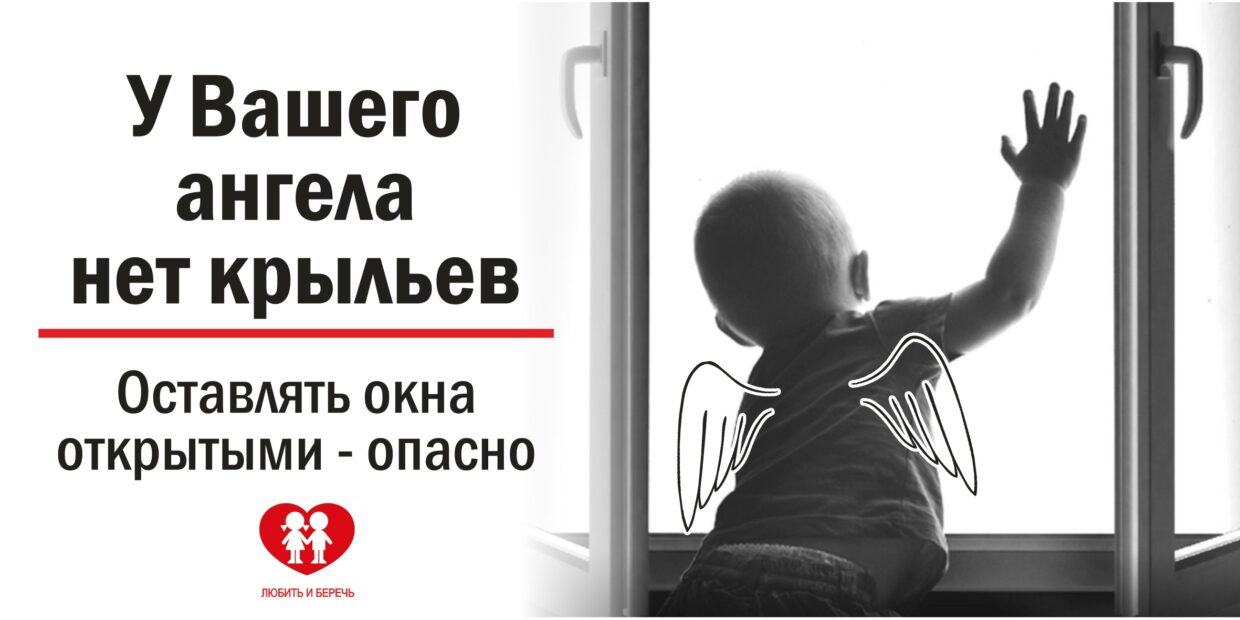 У Вашего
ангела
нет крыльев
Оставлять окна
открытыми - опасно
ЛЮБИТЬ И БЕРЕЧЬ